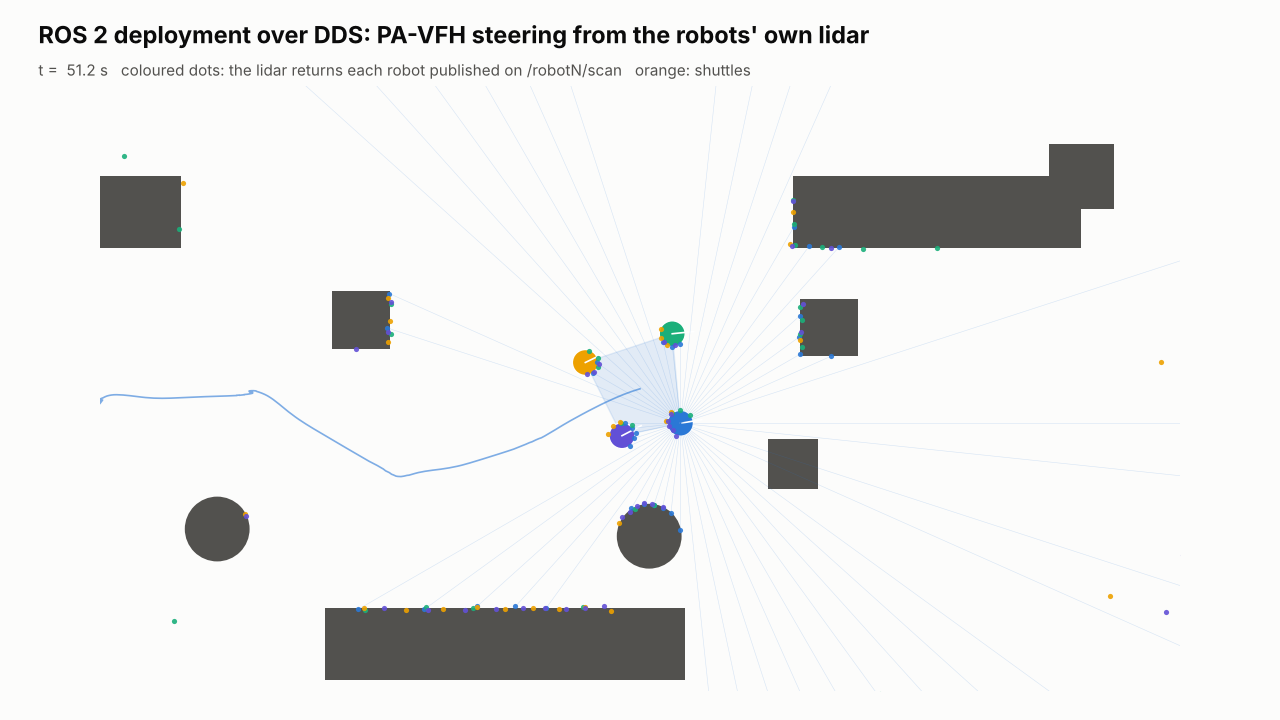 ROS 2 deployment over DDS: PA-VFH steering from the robots' own lidar
t =  51.2 s   coloured dots: the lidar returns each robot published on /robotN/scan   orange: shuttles